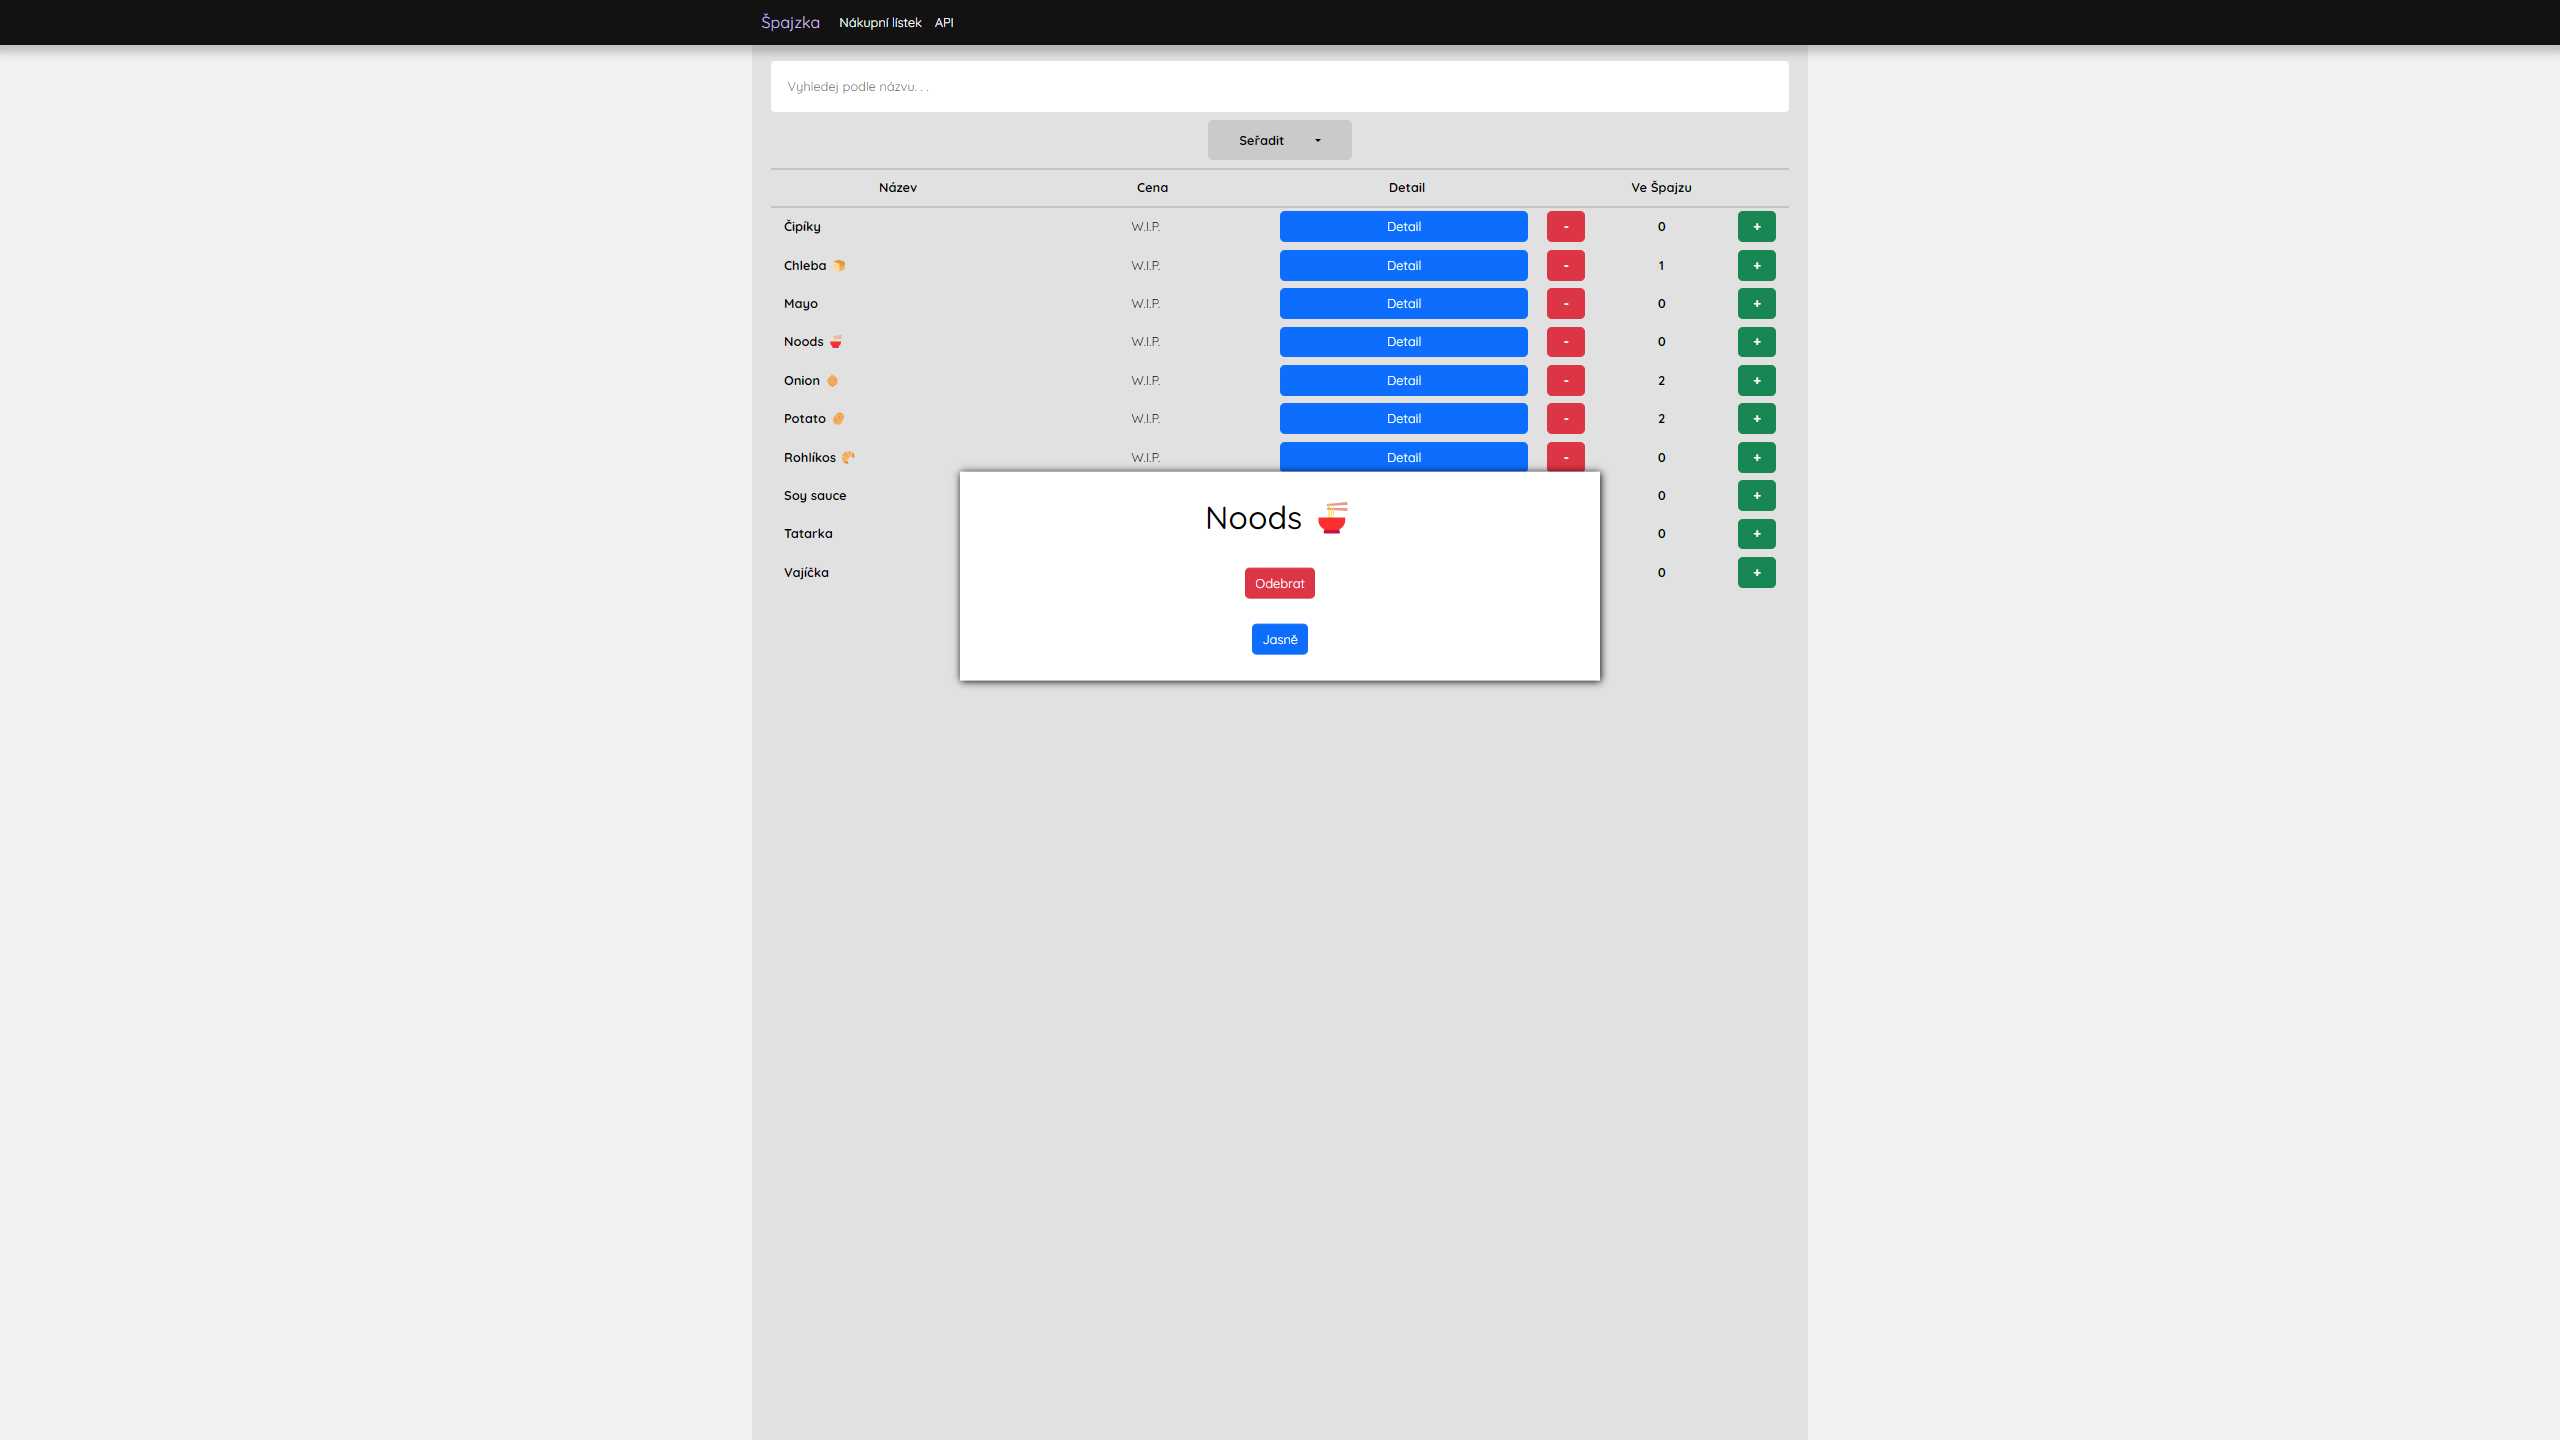 Špajzka Nákupní lístek API
Vyhledej podle názvu. . .
Seřadit
Název Cena Detail Ve Špajzu
Čipíky W.I.P. Detail - 0 +
Chleba 🍞 W.I.P. Detail - 1 +
Mayo W.I.P. Detail - 0 +
Noods 🍜 W.I.P. Detail - 0 +
Onion 🧅 W.I.P. Detail - 2 +
Potato 🥔 W.I.P. Detail - 2 +
Rohlíkos 🥐 W.I.P. Detail - 0 +
Soy sauce 0 +
Tatarka 0 +
Vajíčka 0 +
Noods 🍜
Odebrat
Jasně